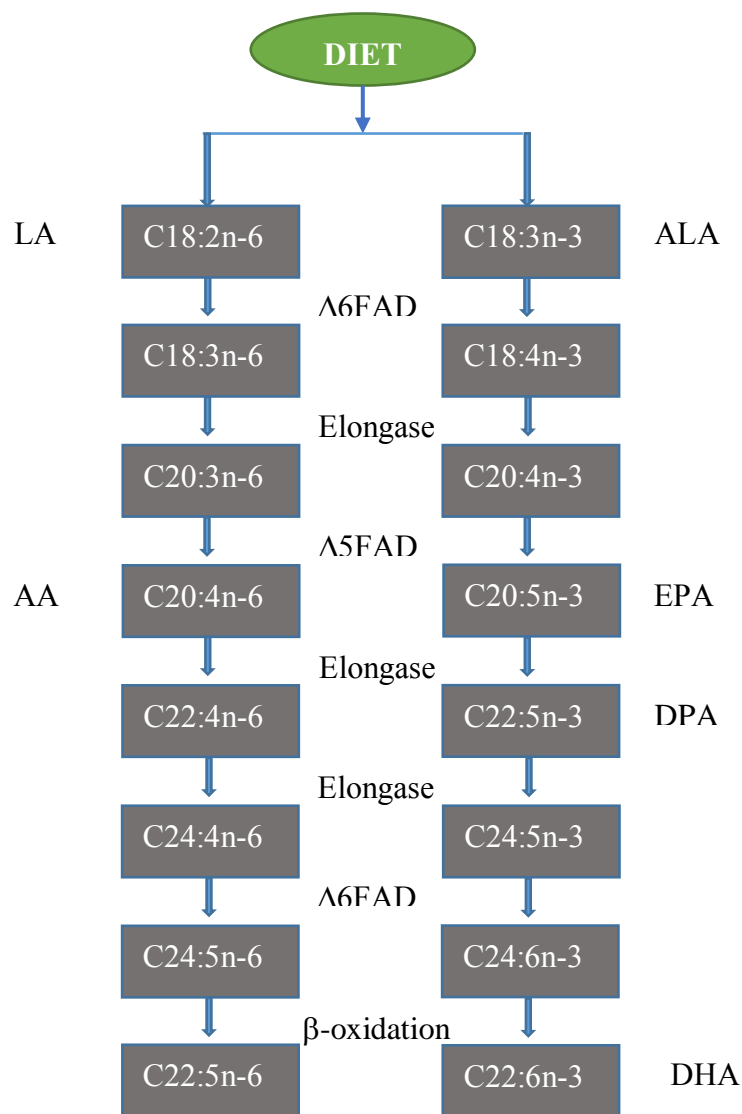 DIET
LA C18:2n-6 C18:3n-3 ALA
Δ6FAD
C18:3n-6 C18:4n-3
Elongase
C20:3n-6 C20:4n-3
Δ5FAD
AA C20:4n-6 C20:5n-3 EPA
Elongase
C22:4n-6 C22:5n-3 DPA
Elongase
C24:4n-6 C24:5n-3
Δ6FAD
C24:5n-6 C24:6n-3
β-oxidation
C22:5n-6 C22:6n-3 DHA